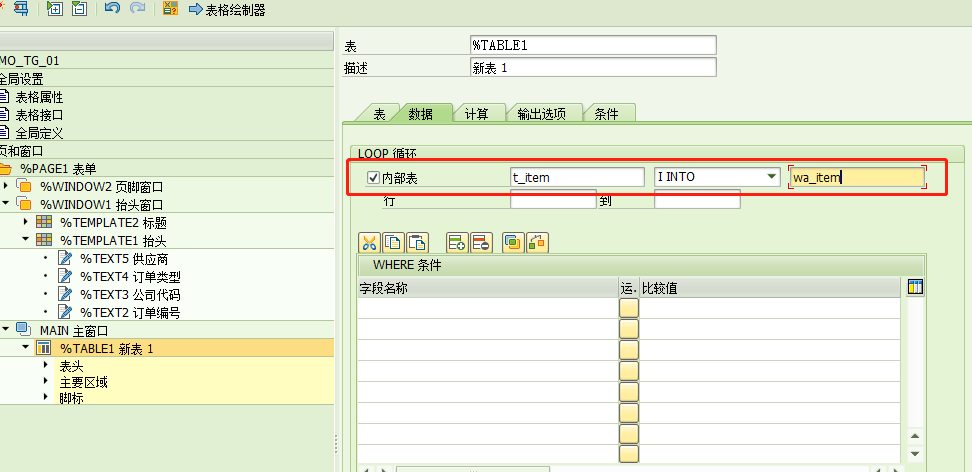 表格绘制器
MO_TG_01
全局设置
表格属性
表格接口
全局定义
页和窗口
%PAGE1 表单
%WINDOW2 页脚窗口
%WINDOW1 抬头窗口
%TEMPLATE2 标题
%TEMPLATE1 抬头
%TEXT5 供应商
%TEXT4 订单类型
%TEXT3 公司代码
%TEXT2 订单编号
MAIN 主窗口
%TABLE1 新表 1
表头
主要区域
脚标
表 %TABLE1
描述 新表 1
表 数据 计算 输出选项 条件
LOOP 循环
内部表 t_item I INTO wa_item
行 到
WHERE 条件
字段名称 运. 比较值